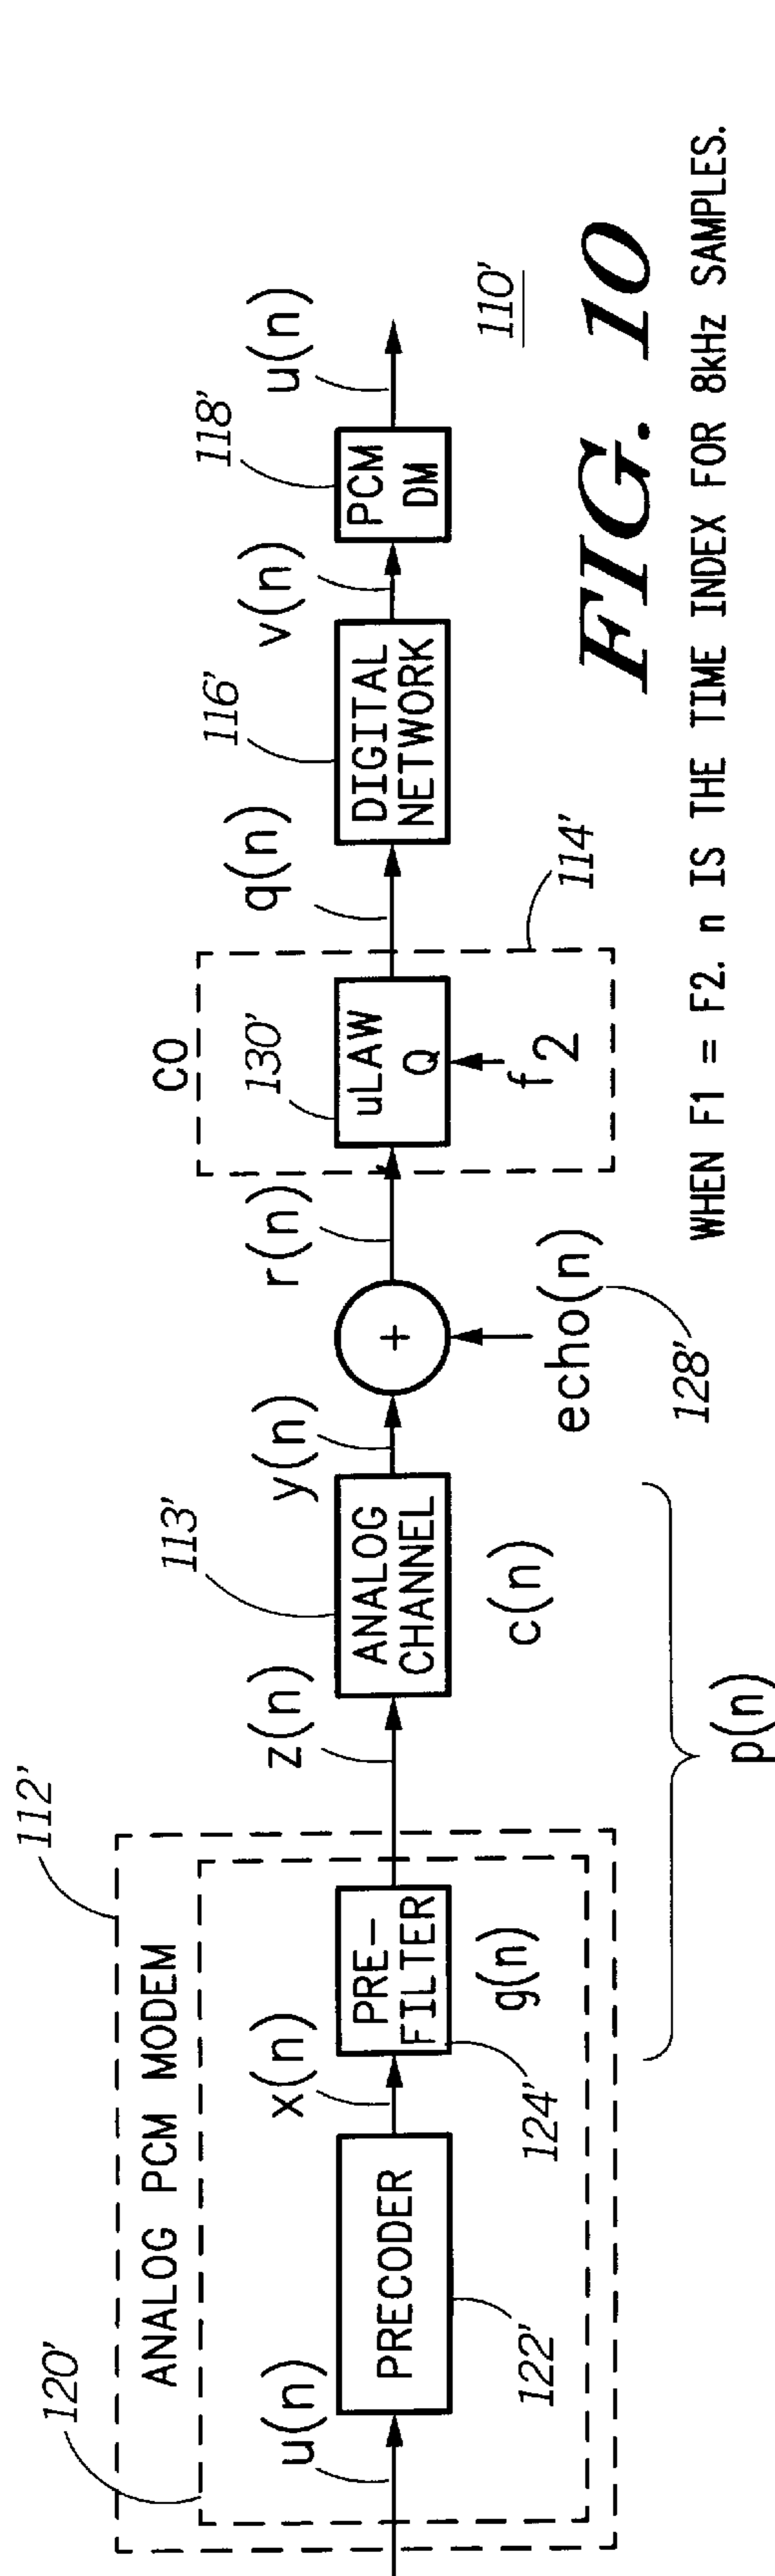 112'
120'
ANALOG PCM MODEM
u(n)
PRECODER
122'
x(n)
PRE-
FILTER
g(n)
124'
z(n)
113'
ANALOG
CHANNEL
c(n)
p(n)
y(n)
+
echo(n)
128'
r(n)
CO
130'
uLAW
Q
f2
114'
q(n)
116'
DIGITAL
NETWORK
v(n)
118'
PCM
DM
u(n)
110'
FIG. 10
WHEN F1 = F2. n IS THE TIME INDEX FOR 8kHz SAMPLES.